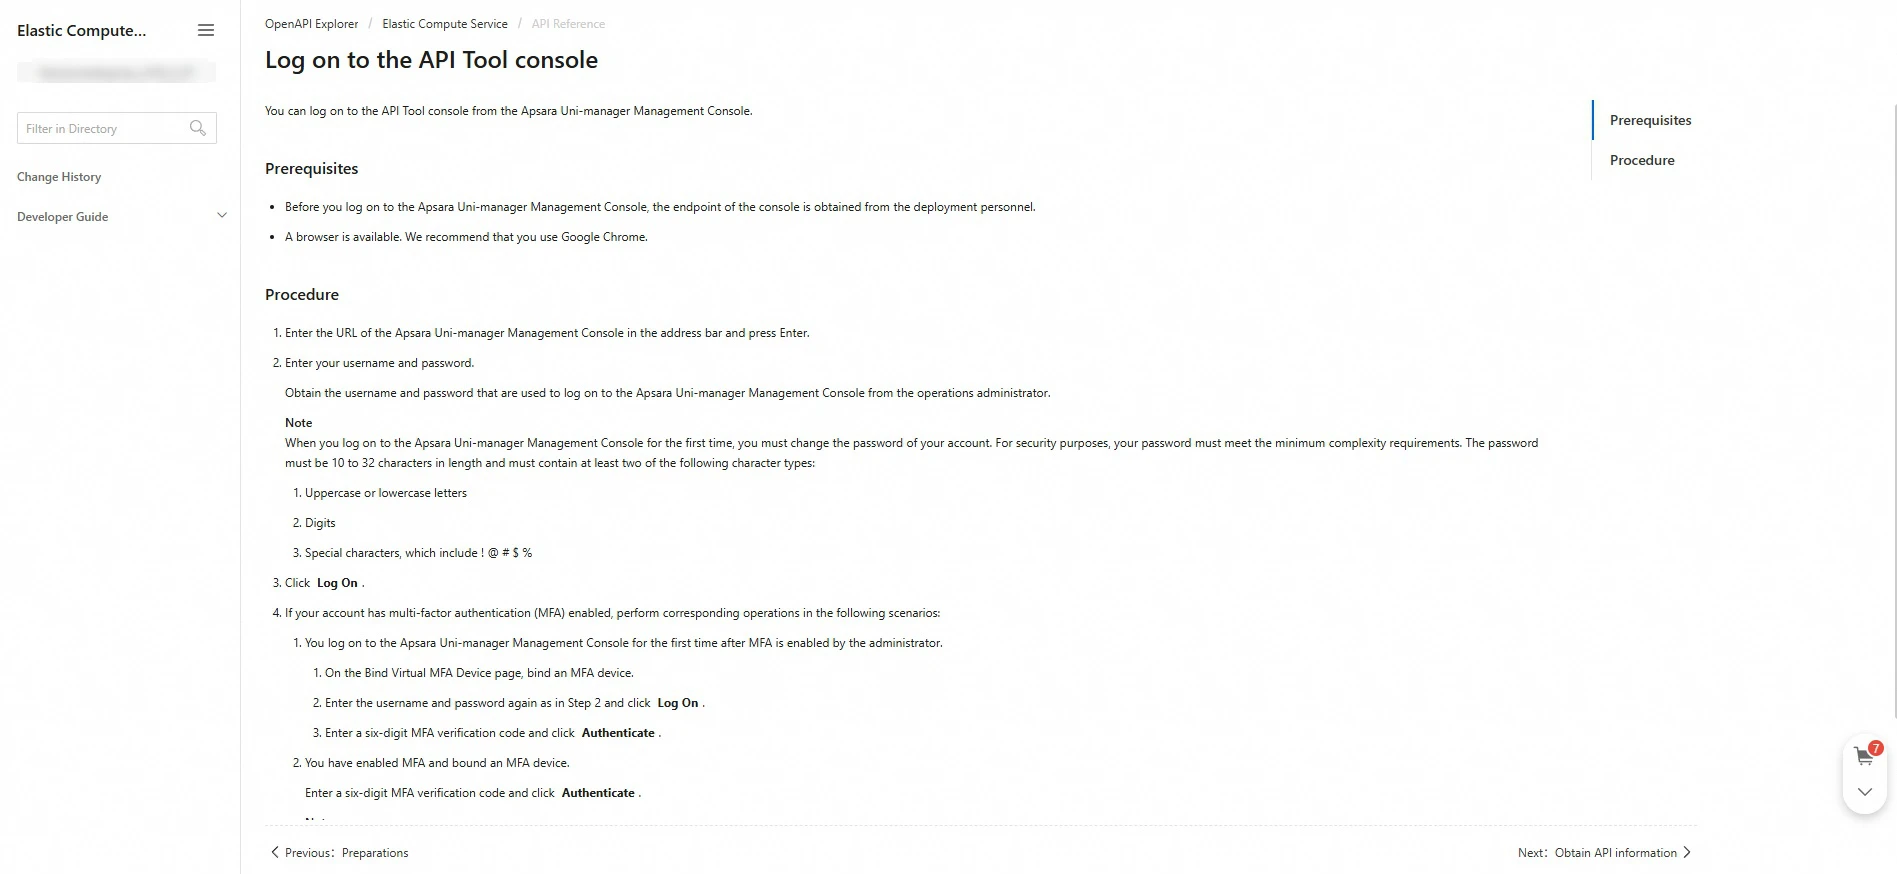 Elastic Compute...
OpenAPI Explorer / Elastic Compute Service / API Reference
Log on to the API Tool console
Filter in Directory
Change History
Developer Guide
You can log on to the API Tool console from the Apsara Uni-manager Management Console.
Prerequisites
• Before you log on to the Apsara Uni-manager Management Console, the endpoint of the console is obtained from the deployment personnel.
• A browser is available. We recommend that you use Google Chrome.
Procedure
1. Enter the URL of the Apsara Uni-manager Management Console in the address bar and press Enter.
2. Enter your username and password.
Obtain the username and password that are used to log on to the Apsara Uni-manager Management Console from the operations administrator.
Note
When you log on to the Apsara Uni-manager Management Console for the first time, you must change the password of your account. For security purposes, your password must meet the minimum complexity requirements. The password
must be 10 to 32 characters in length and must contain at least two of the following character types:
1. Uppercase or lowercase letters
2. Digits
3. Special characters, which include ! @ # $ %
3. Click Log On .
4. If your account has multi-factor authentication (MFA) enabled, perform corresponding operations in the following scenarios:
1. You log on to the Apsara Uni-manager Management Console for the first time after MFA is enabled by the administrator.
1. On the Bind Virtual MFA Device page, bind an MFA device.
2. Enter the username and password again as in Step 2 and click Log On .
3. Enter a six-digit MFA verification code and click Authenticate .
2. You have enabled MFA and bound an MFA device.
Enter a six-digit MFA verification code and click Authenticate .
Previous: Preparations
Next: Obtain API information
Prerequisites
Procedure
7